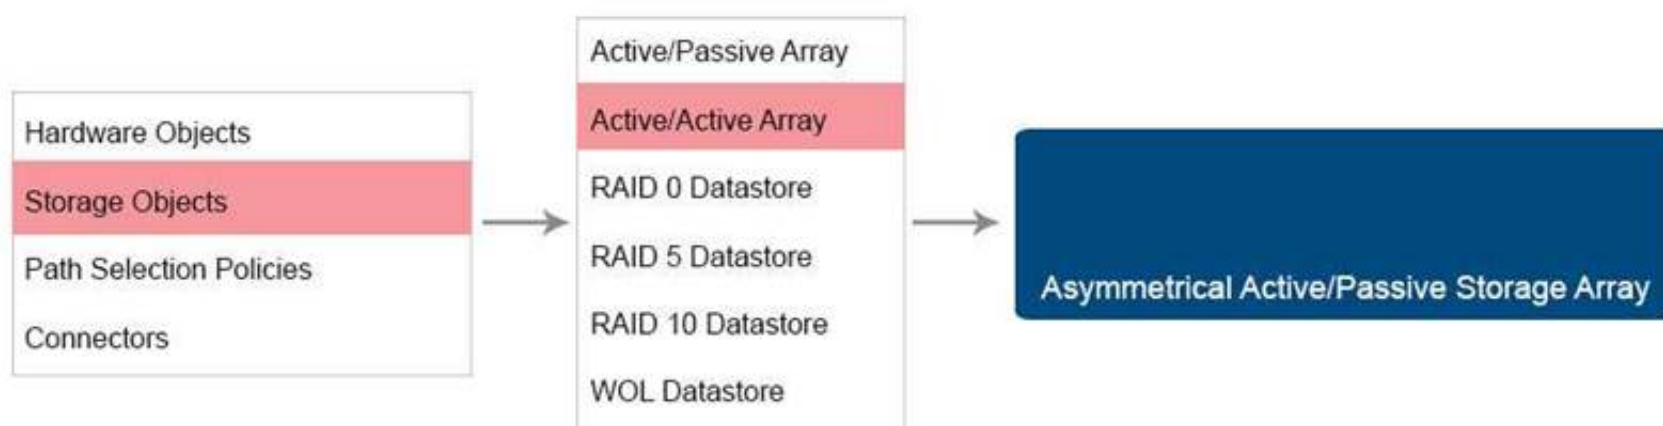 Hardware Objects
Storage Objects
Path Selection Policies
Connectors
Active/Passive Array
Active/Active Array
RAID 0 Datastore
RAID 5 Datastore
RAID 10 Datastore
WOL Datastore
Asymmetrical Active/Passive Storage Array